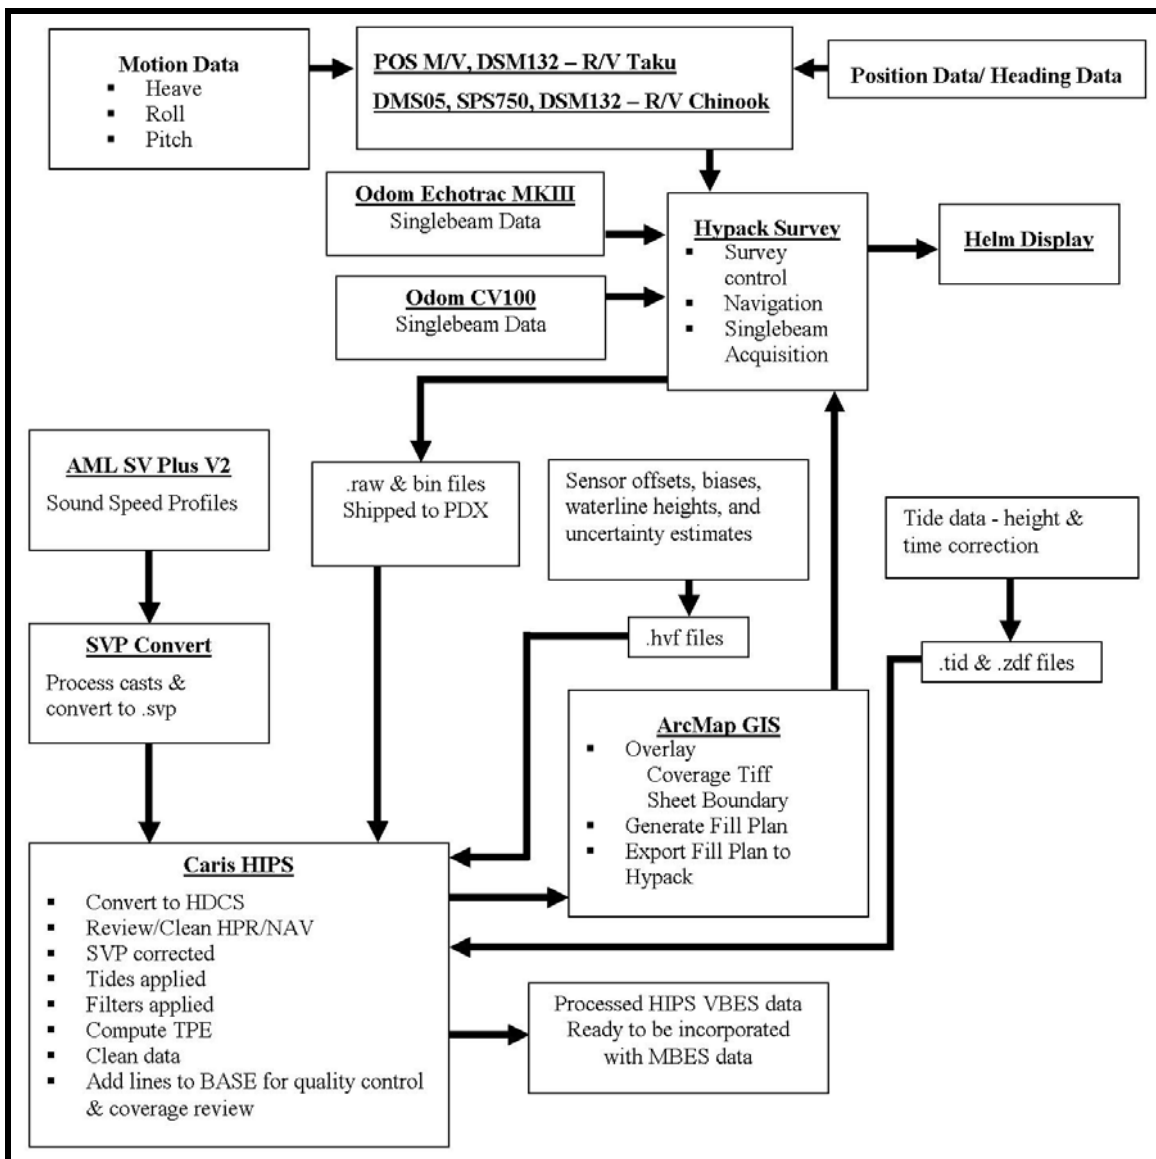 Motion Data
▪ Heave
▪ Roll
▪ Pitch
POS M/V, DSM132 – R/V Taku
DMS05, SPS750, DSM132 – R/V Chinook
Position Data/ Heading Data
Odom Echotrac MKIII
Singlebeam Data
Odom CV100
Singlebeam Data
Hypack Survey
▪ Survey
control
▪ Navigation
▪ Singlebeam
Acquisition
Helm Display
AML SV Plus V2
Sound Speed Profiles
.raw & bin files
Shipped to PDX
Sensor offsets, biases,
waterline heights, and
uncertainty estimates
Tide data - height &
time correction
SVP Convert
Process casts &
convert to .svp
.hvf files
.tid & .zdf files
ArcMap GIS
▪ Overlay
Coverage Tiff
Sheet Boundary
▪ Generate Fill Plan
▪ Export Fill Plan to
Hypack
Caris HIPS
▪ Convert to HDCS
▪ Review/Clean HPR/NAV
▪ SVP corrected
▪ Tides applied
▪ Filters applied
▪ Compute TPE
▪ Clean data
▪ Add lines to BASE for quality control
& coverage review
Processed HIPS VBES data
Ready to be incorporated
with MBES data